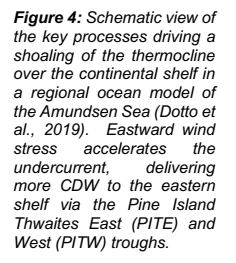 Figure 4: Schematic view of
the key processes driving a
shoaling of the thermocline
over the continental shelf in
a regional ocean model of
the Amundsen Sea (Dotto et
al., 2019). Eastward wind
stress accelerates the
undercurrent, delivering
more CDW to the eastern
shelf via the Pine Island
Thwaites East (PITE) and
West (PITW) troughs.